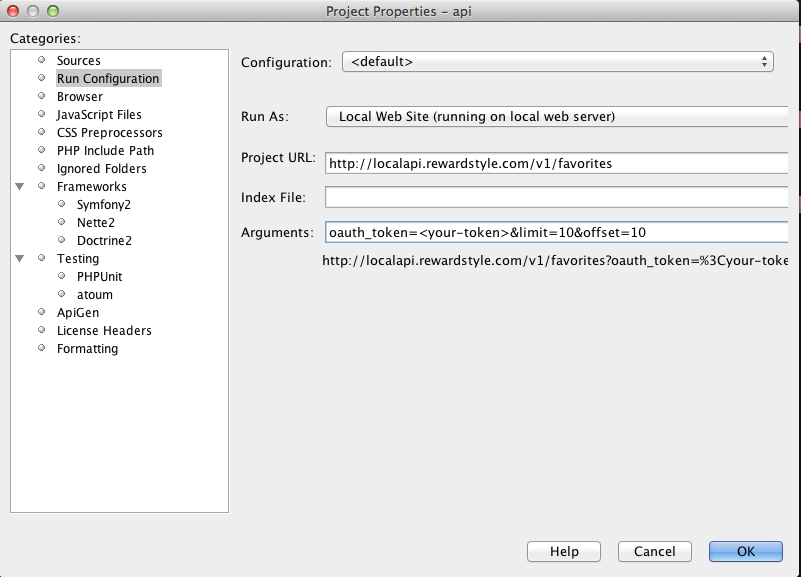 Project Properties – api
Categories:
Sources
Run Configuration
Browser
JavaScript Files
CSS Preprocessors
PHP Include Path
Ignored Folders
Frameworks
Symfony2
Nette2
Doctrine2
Testing
PHPUnit
atoum
ApiGen
License Headers
Formatting
Configuration: <default>
Run As: Local Web Site (running on local web server)
Project URL: http://localapi.rewardstyle.com/v1/favorites
Index File:
Arguments: oauth_token=<your-token>&limit=10&offset=10
http://localapi.rewardstyle.com/v1/favorites?oauth_token=%3Cyour-toke
Help Cancel OK